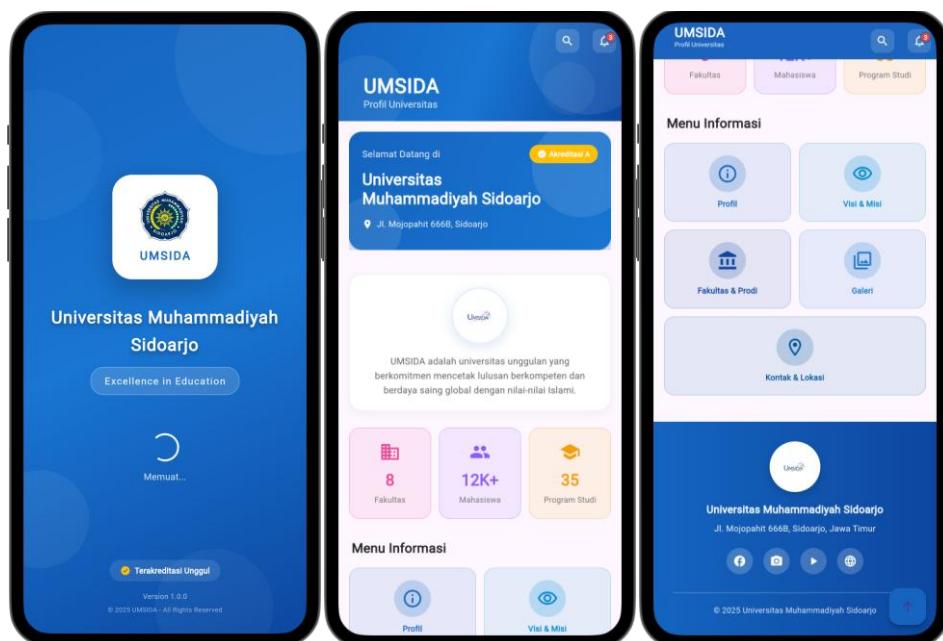 UMSIDA
Universitas Muhammadiyah
Sidoarjo
Excellence in Education
Memuat...
Terakreditasi Unggul
Version 1.0.0
© 2025 UMSIDA - All Rights Reserved
3
UMSIDA
Profil Universitas
Selamat Datang di
Akreditasi A
Universitas
Muhammadiyah Sidoarjo
Jl. Mojopahit 666B, Sidoarjo
UMSIDA
UMSIDA adalah universitas unggulan yang
berkomitmen mencetak lulusan berkompeten dan
berdaya saing global dengan nilai-nilai Islami.
8
Fakultas
12K+
Mahasiswa
35
Program Studi
Menu Informasi
Profil
Visi & Misi
UMSIDA
Profil Universitas
3
Fakultas
Mahasiswa
Program Studi
Menu Informasi
Profil
Visi & Misi
Fakultas & Prodi
Galeri
Kontak & Lokasi
UMSIDA
Universitas Muhammadiyah Sidoarjo
Jl. Mojopahit 666B, Sidoarjo, Jawa Timur
© 2025 Universitas Muhammadiyah Sidoarjo